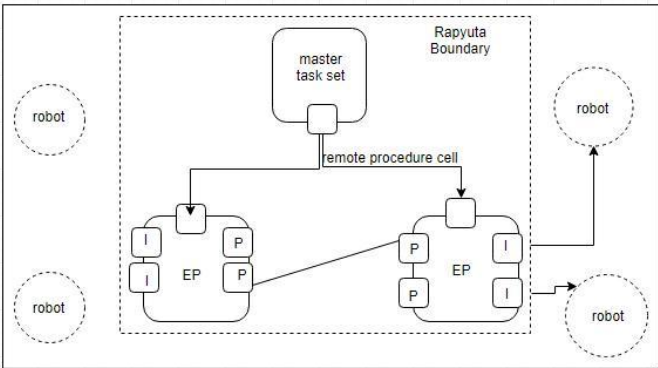 Rapyuta
Boundary
master
task set
robot
robot
remote procedure cell
I
P
I
P
EP
P
I
EP
P
I
robot
robot